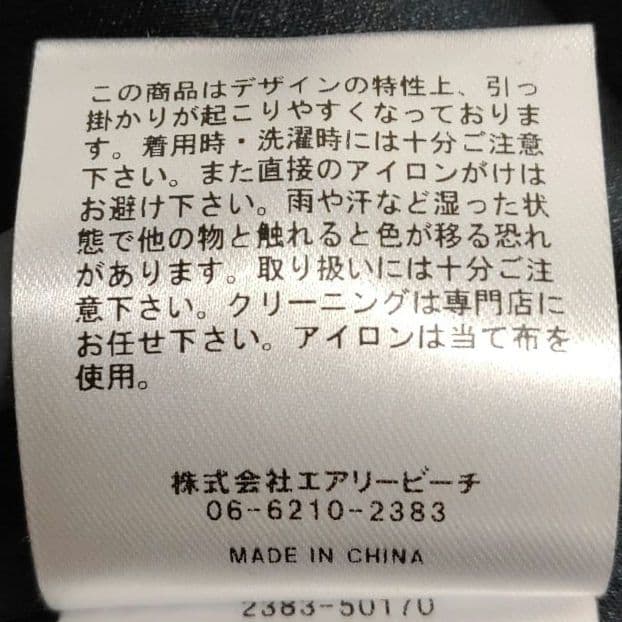 この商品はデザインの特性上、引っ
掛かりが起こりやすくなっておりま
す。着用時・洗濯時には十分ご注意
下さい。また直接のアイロンがけは
お避け下さい。雨や汗など湿った状
態で他の物と触れると色が移る恐れ
があります。取り扱いには十分ご注
意下さい。クリーニングは専門店に
お任せ下さい。アイロンは当て布を
使用。
株式会社エアリービーチ
06-6210-2383
MADE IN CHINA
2383-50170